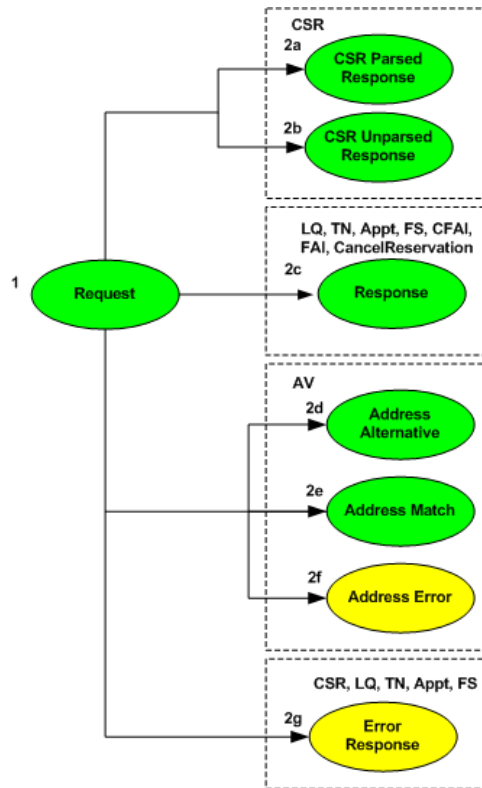 CSR
2a
CSR Parsed
Response
2b
CSR Unparsed
Response
LQ, TN, Appt, FS, CFAI,
FAI, CancelReservation
1
Request
2c
Response
AV
2d
Address
Alternative
2e
Address Match
2f
Address Error
CSR, LQ, TN, Appt, FS
2g
Error
Response